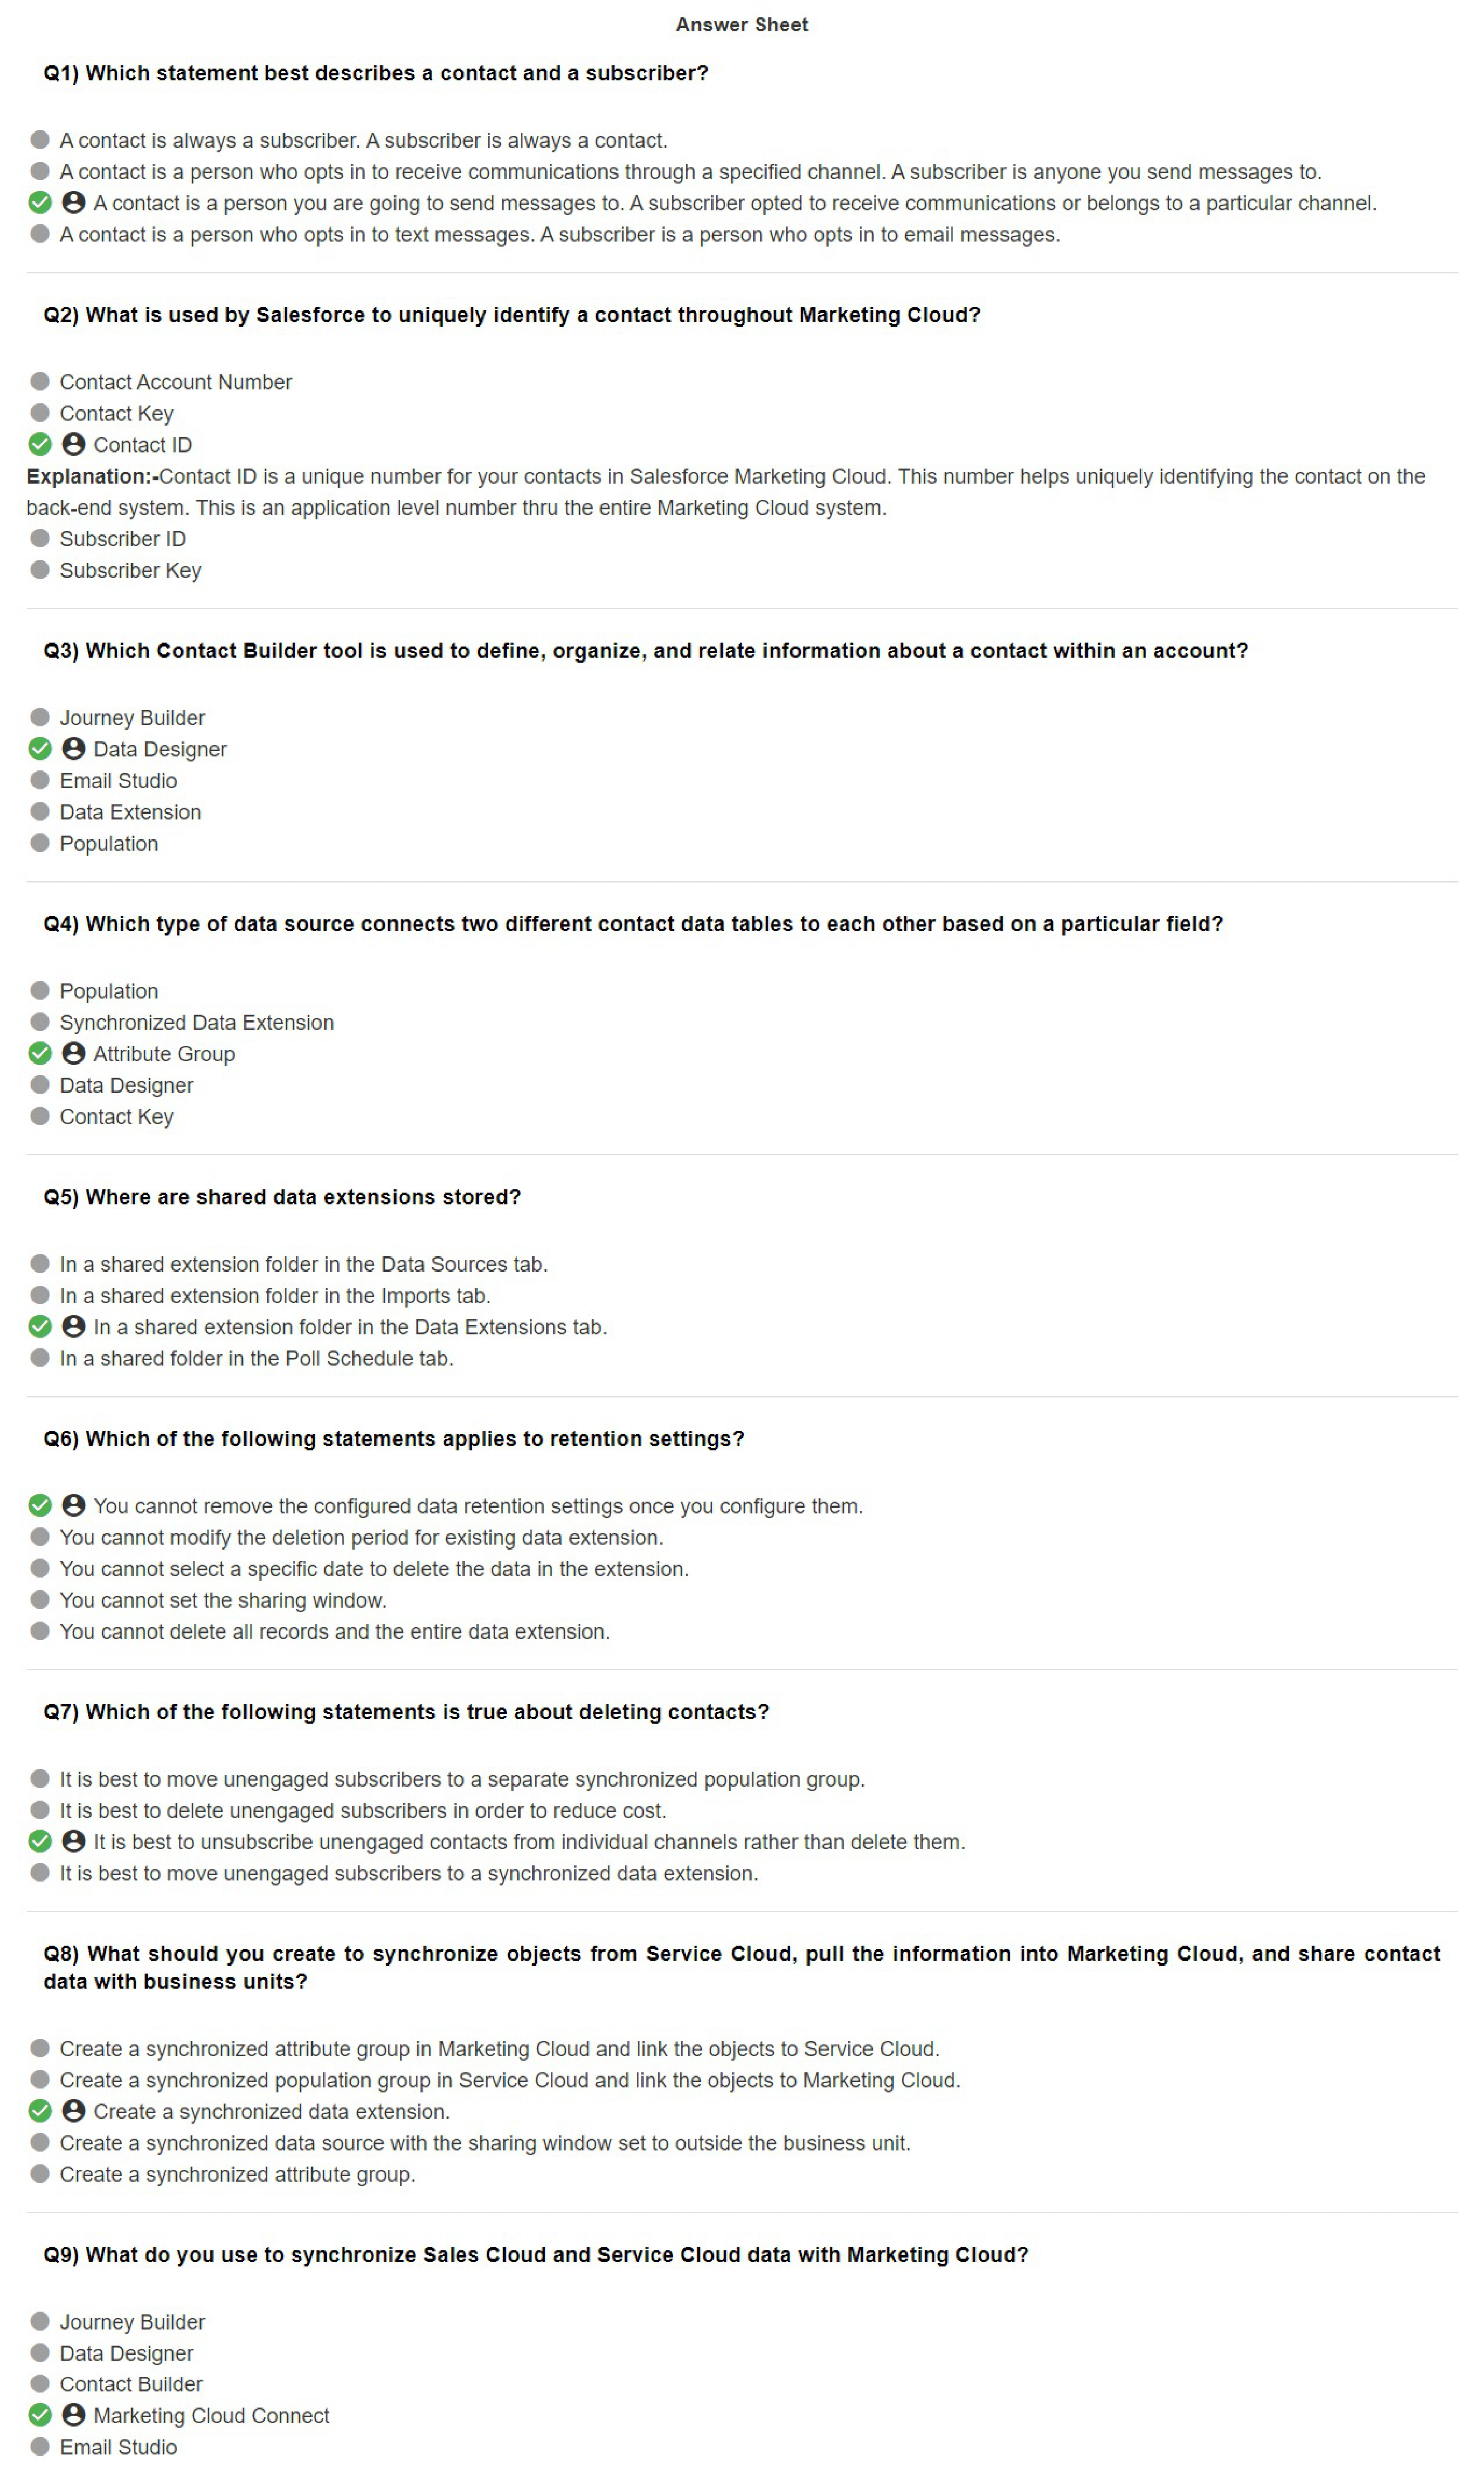 Answer Sheet
Q1) Which statement best describes a contact and a subscriber?
A contact is always a subscriber. A subscriber is always a contact.
A contact is a person who opts in to receive communications through a specified channel. A subscriber is anyone you send messages to.
A contact is a person you are going to send messages to. A subscriber opted to receive communications or belongs to a particular channel.
A contact is a person who opts in to text messages. A subscriber is a person who opts in to email messages.
Q2) What is used by Salesforce to uniquely identify a contact throughout Marketing Cloud?
Contact Account Number
Contact Key
Contact ID
Explanation:-Contact ID is a unique number for your contacts in Salesforce Marketing Cloud. This number helps uniquely identifying the contact on the
back-end system. This is an application level number thru the entire Marketing Cloud system.
Subscriber ID
Subscriber Key
Q3) Which Contact Builder tool is used to define, organize, and relate information about a contact within an account?
Journey Builder
Data Designer
Email Studio
Data Extension
Population
Q4) Which type of data source connects two different contact data tables to each other based on a particular field?
Population
Synchronized Data Extension
Attribute Group
Data Designer
Contact Key
Q5) Where are shared data extensions stored?
In a shared extension folder in the Data Sources tab.
In a shared extension folder in the Imports tab.
In a shared extension folder in the Data Extensions tab.
In a shared folder in the Poll Schedule tab.
Q6) Which of the following statements applies to retention settings?
You cannot remove the configured data retention settings once you configure them.
You cannot modify the deletion period for existing data extension.
You cannot select a specific date to delete the data in the extension.
You cannot set the sharing window.
You cannot delete all records and the entire data extension.
Q7) Which of the following statements is true about deleting contacts?
It is best to move unengaged subscribers to a separate synchronized population group.
It is best to delete unengaged subscribers in order to reduce cost.
It is best to unsubscribe unengaged contacts from individual channels rather than delete them.
It is best to move unengaged subscribers to a synchronized data extension.
Q8) What should you create to synchronize objects from Service Cloud, pull the information into Marketing Cloud, and share contact
data with business units?
Create a synchronized attribute group in Marketing Cloud and link the objects to Service Cloud.
Create a synchronized population group in Service Cloud and link the objects to Marketing Cloud.
Create a synchronized data extension.
Create a synchronized data source with the sharing window set to outside the business unit.
Create a synchronized attribute group.
Q9) What do you use to synchronize Sales Cloud and Service Cloud data with Marketing Cloud?
Journey Builder
Data Designer
Contact Builder
Marketing Cloud Connect
Email Studio